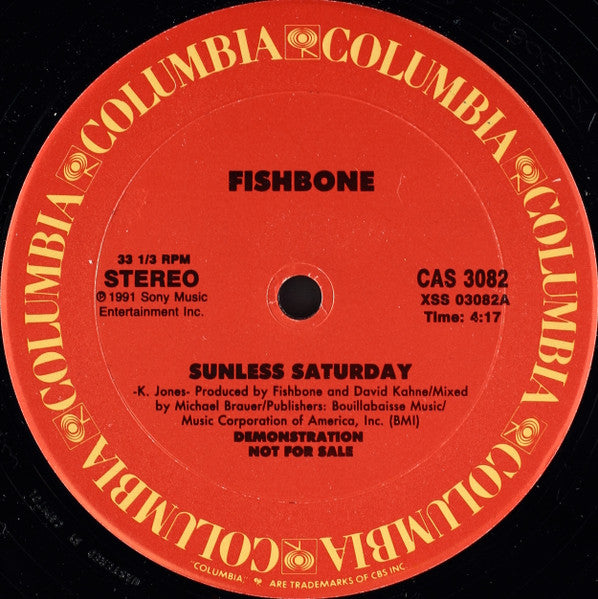 COLUMBIA COLUMBIA COLUMBIA COLUMBIA COLUMBIA COLUMBIA COLUMBIA COLUMBIA
FISHBONE
33 1/3 RPM
STEREO
℗ 1991 Sony Music
Entertainment Inc.
CAS 3082
XSS 03082A
Time: 4:17
SUNLESS SATURDAY
-K. Jones- Produced by Fishbone and David Kahne/Mixed
by Michael Brauer/Publishers: Bouillabaisse Music/
Music Corporation of America, Inc. (BMI)
DEMONSTRATION
NOT FOR SALE
"COLUMBIA," ARE TRADEMARKS OF CBS INC